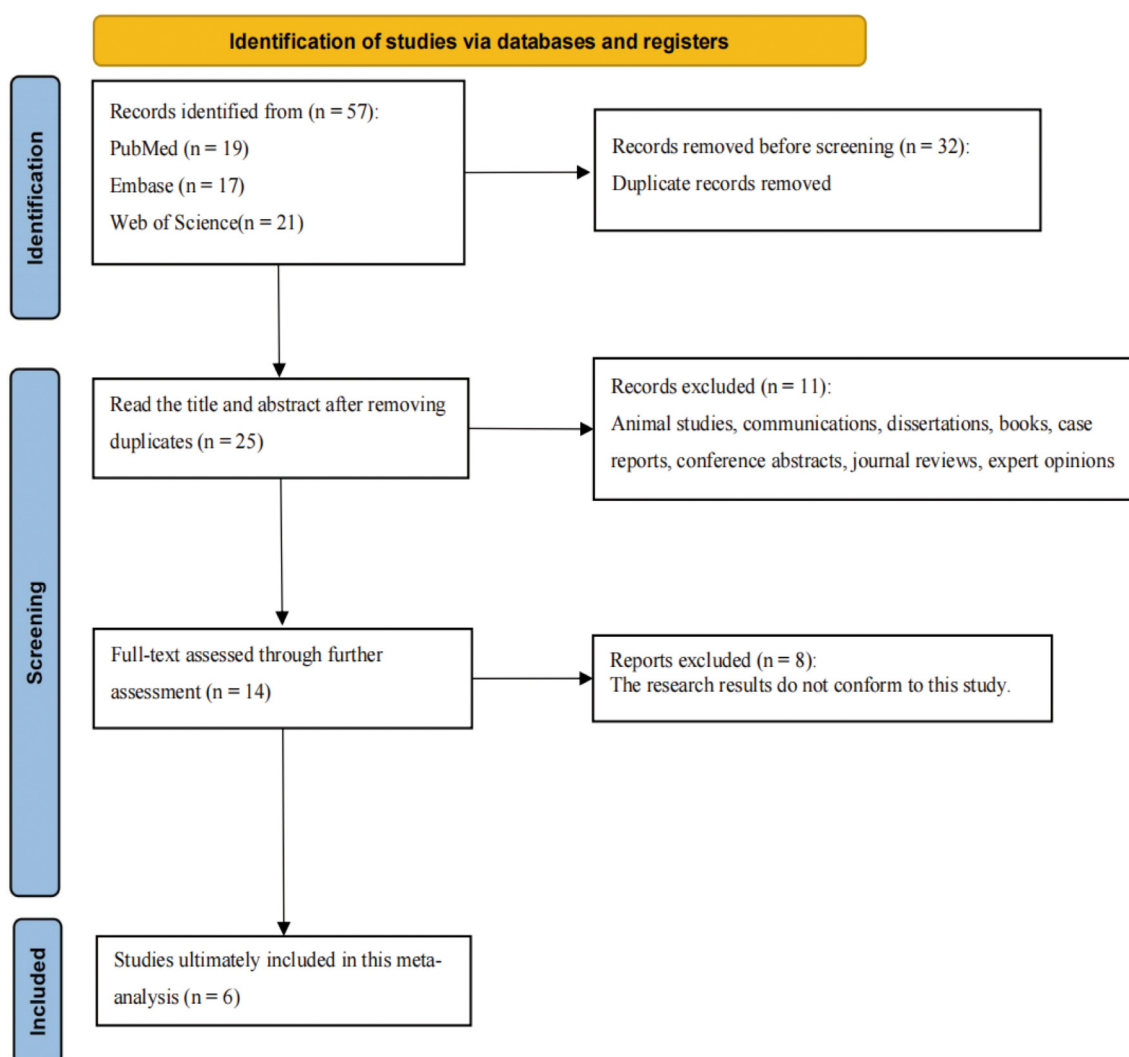 Identification of studies via databases and registers
Identification
Records identified from (n = 57):
PubMed (n = 19)
Embase (n = 17)
Web of Science(n = 21)
Records removed before screening (n = 32):
Duplicate records removed
Screening
Read the title and abstract after removing
duplicates (n = 25)
Records excluded (n = 11):
Animal studies, communications, dissertations, books, case
reports, conference abstracts, journal reviews, expert opinions
Full-text assessed through further
assessment (n = 14)
Reports excluded (n = 8):
The research results do not conform to this study.
Included
Studies ultimately included in this meta-
analysis (n = 6)